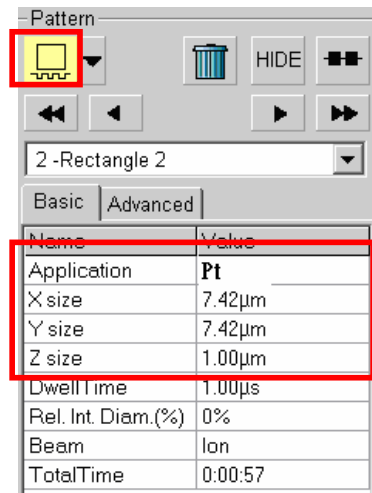 Pattern
HIDE
2 -Rectangle 2
Basic Advanced
Name Value
Application Pt
X size 7.42µm
Y size 7.42µm
Z size 1.00µm
DwellTime 1.00µs
Rel. Int. Diam.(%) 0%
Beam Ion
TotalTime 0:00:57